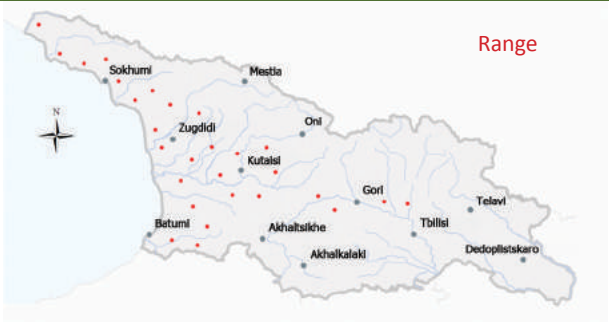 Range
Sokhumi
Mestia
N
Oni
Zugdidi
Kutaisi
Gori
Telavi
Batumi
Akhaltsikhe
Tbilisi
Akhalkalaki
Dedoplistskaro